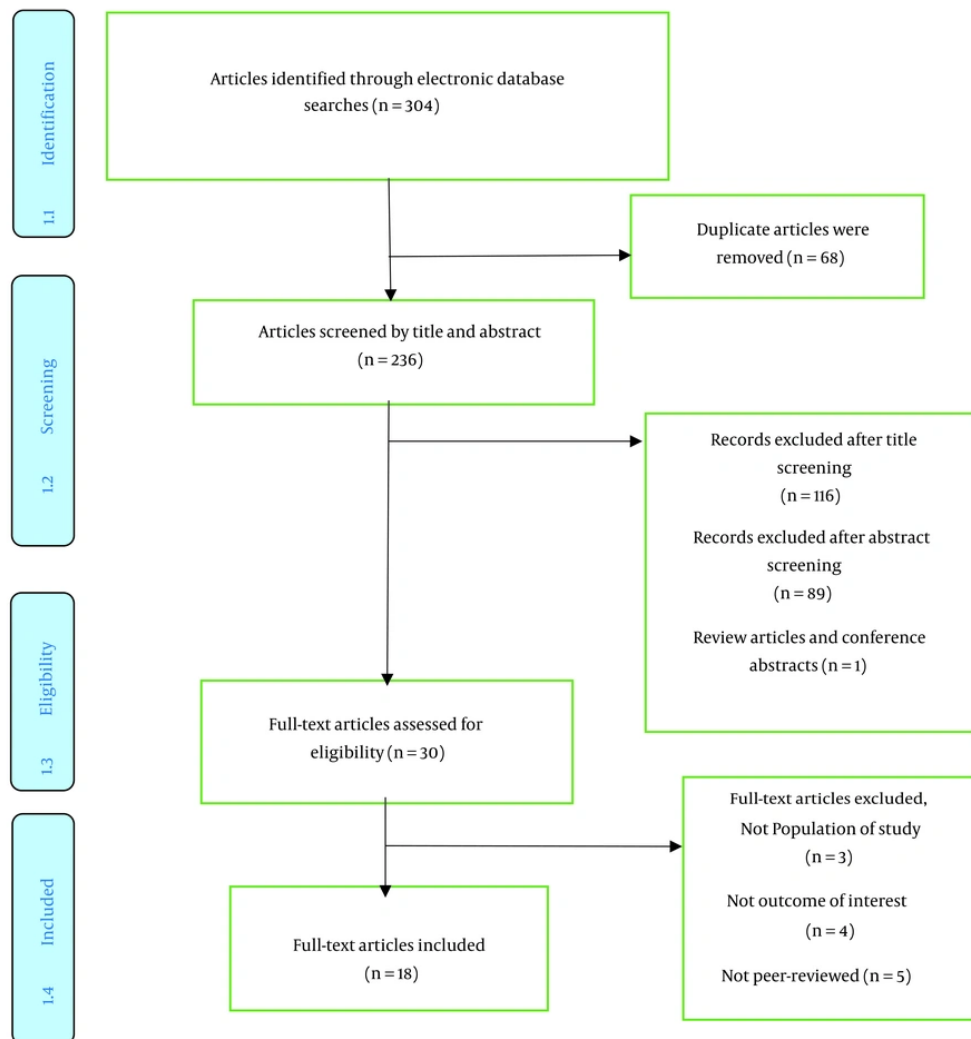 1.1 Identification
Articles identified through electronic database
searches (n = 304)
Duplicate articles were
removed (n = 68)
1.2 Screening
Articles screened by title and abstract
(n = 236)
Records excluded after title
screening
(n = 116)
Records excluded after abstract
screening
(n = 89)
Review articles and conference
abstracts (n = 1)
1.3 Eligibility
Full-text articles assessed for
eligibility (n = 30)
Full-text articles excluded,
Not Population of study
(n = 3)
Not outcome of interest
(n = 4)
Not peer-reviewed (n = 5)
1.4 Included
Full-text articles included
(n = 18)